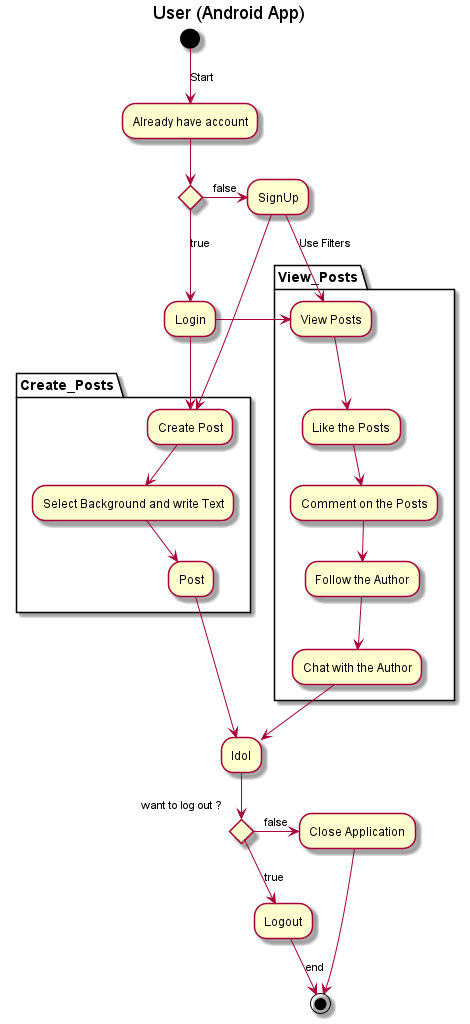 User (Android App)
Start
Already have account
false
SignUp
true
Use Filters
View_Posts
Login
View Posts
Create_Posts
Create Post
Like the Posts
Select Background and write Text
Comment on the Posts
Post
Follow the Author
Chat with the Author
Idol
want to log out ?
false
Close Application
true
Logout
end